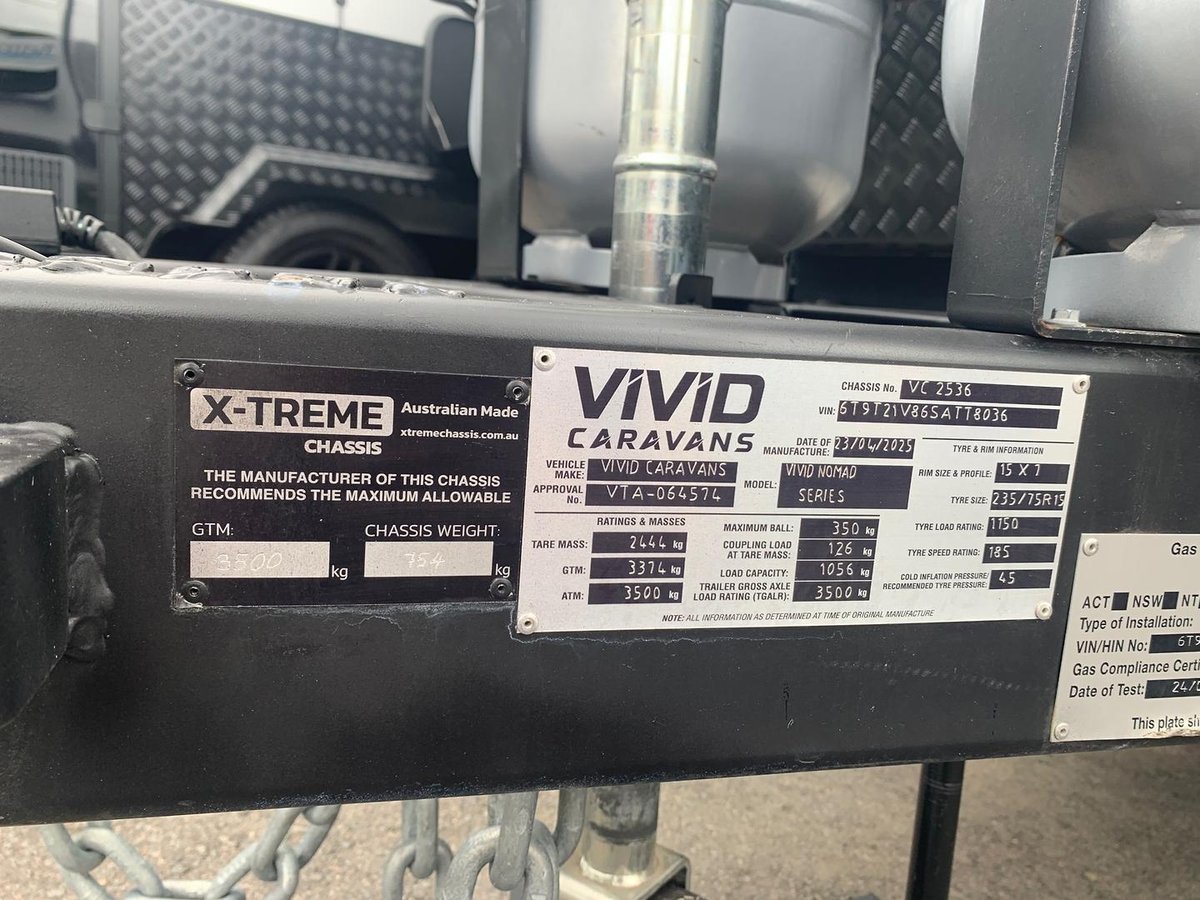 X-TREME
CHASSIS
Australian Made
xtremechassis.com.au
THE MANUFACTURER OF THIS CHASSIS
RECOMMENDS THE MAXIMUM ALLOWABLE
GTM:
3500 kg
CHASSIS WEIGHT:
754 kg
VIVID
CARAVANS
CHASSIS No. VC 2536
VIN: 6T9T21V86SATT8036
DATE OF
MANUFACTURE: 23/04/2025
VEHICLE
MAKE: VIVID CARAVANS
APPROVAL
No. VTA-064574
MODEL: VIVID NOMAD
SERIES
TYRE & RIM INFORMATION
RIM SIZE & PROFILE: 15 X 7
TYRE SIZE: 235/75R15
TYRE LOAD RATING: 1150
TYRE SPEED RATING: 185
COLD INFLATION PRESSURE/
RECOMMENDED TYRE PRESSURE: 45
RATINGS & MASSES
TARE MASS: 2444 kg
GTM: 3374 kg
ATM: 3500 kg
MAXIMUM BALL: 350 kg
COUPLING LOAD
AT TARE MASS: 126 kg
LOAD CAPACITY: 1056 kg
TRAILER GROSS AXLE
LOAD RATING (TGALR): 3500 kg
NOTE: ALL INFORMATION AS DETERMINED AT TIME OF ORIGINAL MANUFACTURE
Gas
ACT NSW NT/
Type of Installation:
VIN/HIN No: 6T9
Gas Compliance Certi
Date of Test: 24/0
This plate sh